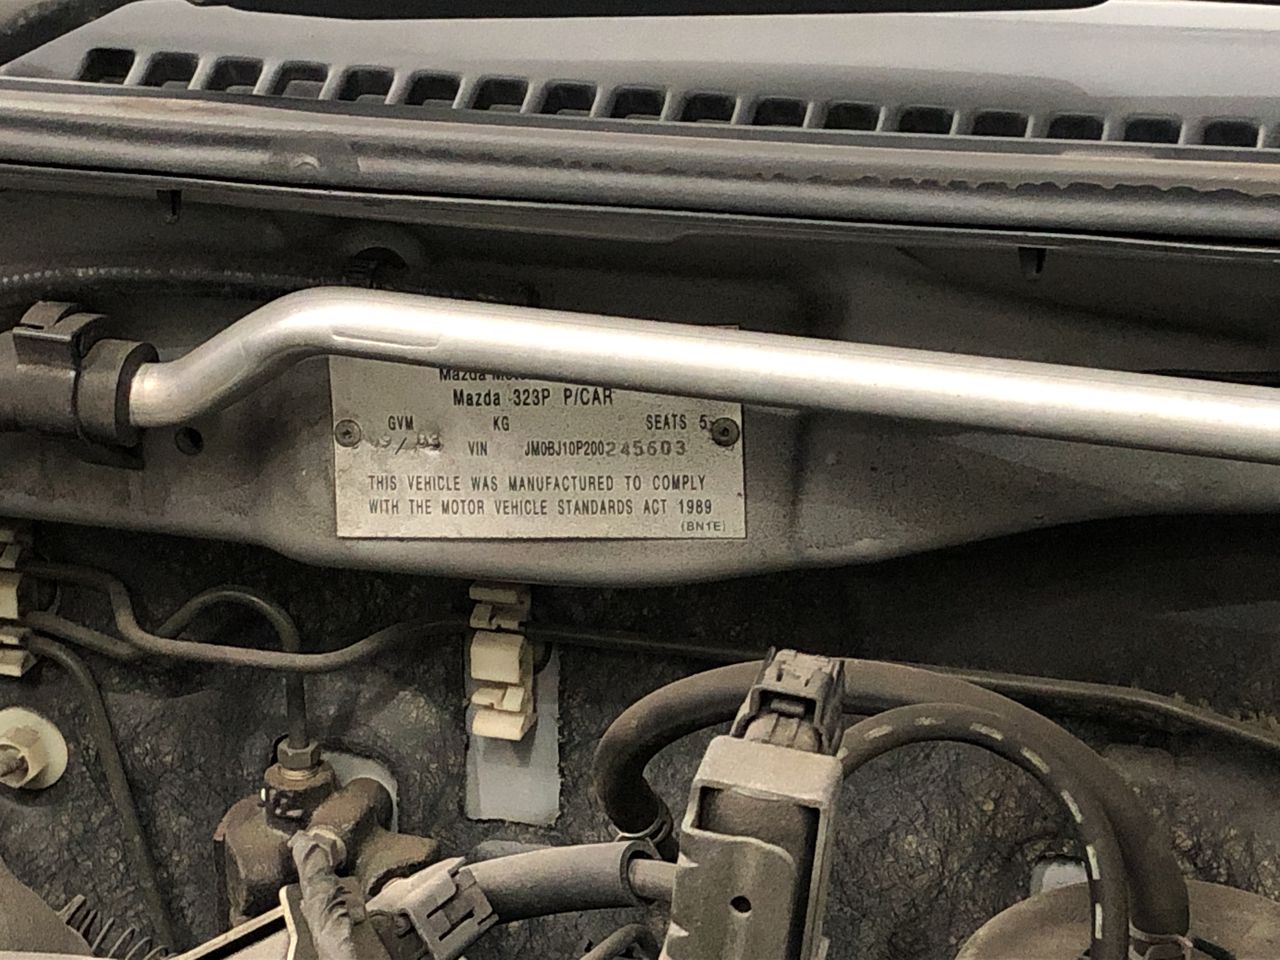 Mazda
Mazda 323P P/CAR
GVM KG SEATS 5
VIN JM0BJ10P200245603
THIS VEHICLE WAS MANUFACTURED TO COMPLY
WITH THE MOTOR VEHICLE STANDARDS ACT 1989
(BN1E)